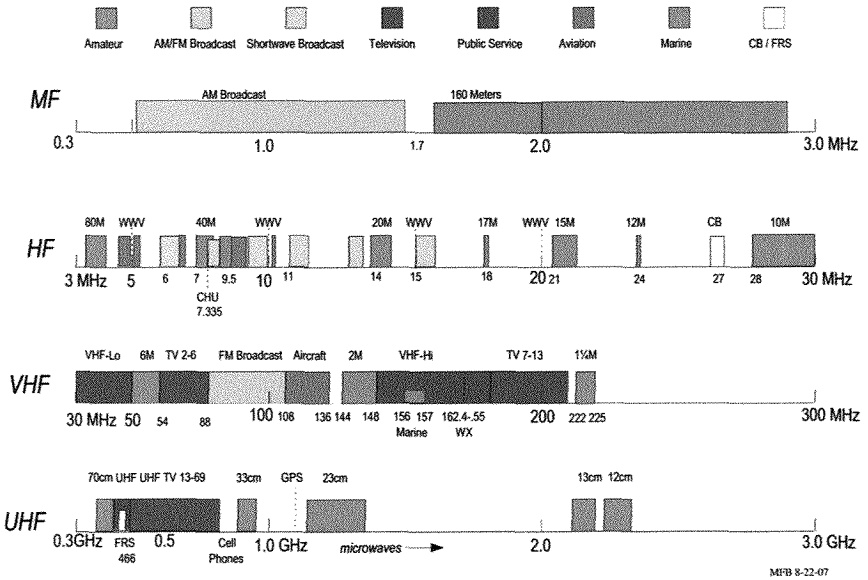 Amateur AM/FM Broadcast Shortwave Broadcast Television Public Service Aviation Marine CB / FRS
MF
AM Broadcast 160 Meters
0.3 1.0 1.7 2.0 3.0 MHz
HF
80M WWV 40M WWV 20M WWV 17M WWV 15M 12M CB 10M
3 MHz 5 6 7 9.5 10 11 14 15 18 20 21 24 27 28 30 MHz
CHU
7.335
VHF
VHF-Lo 6M TV 2-6 FM Broadcast Aircraft 2M VHF-Hi TV 7-13 1¼M
30 MHz 50 54 88 100 108 136 144 148 156 157 162.4-.55 200 222 225 300 MHz
Marine WX
UHF
70cm UHF UHF TV 13-69 33cm GPS 23cm 13cm 12cm
0.3GHz FRS 0.5 Cell 1.0 GHz microwaves 2.0 3.0 GHz
466 Phones
MFB 8-22-07